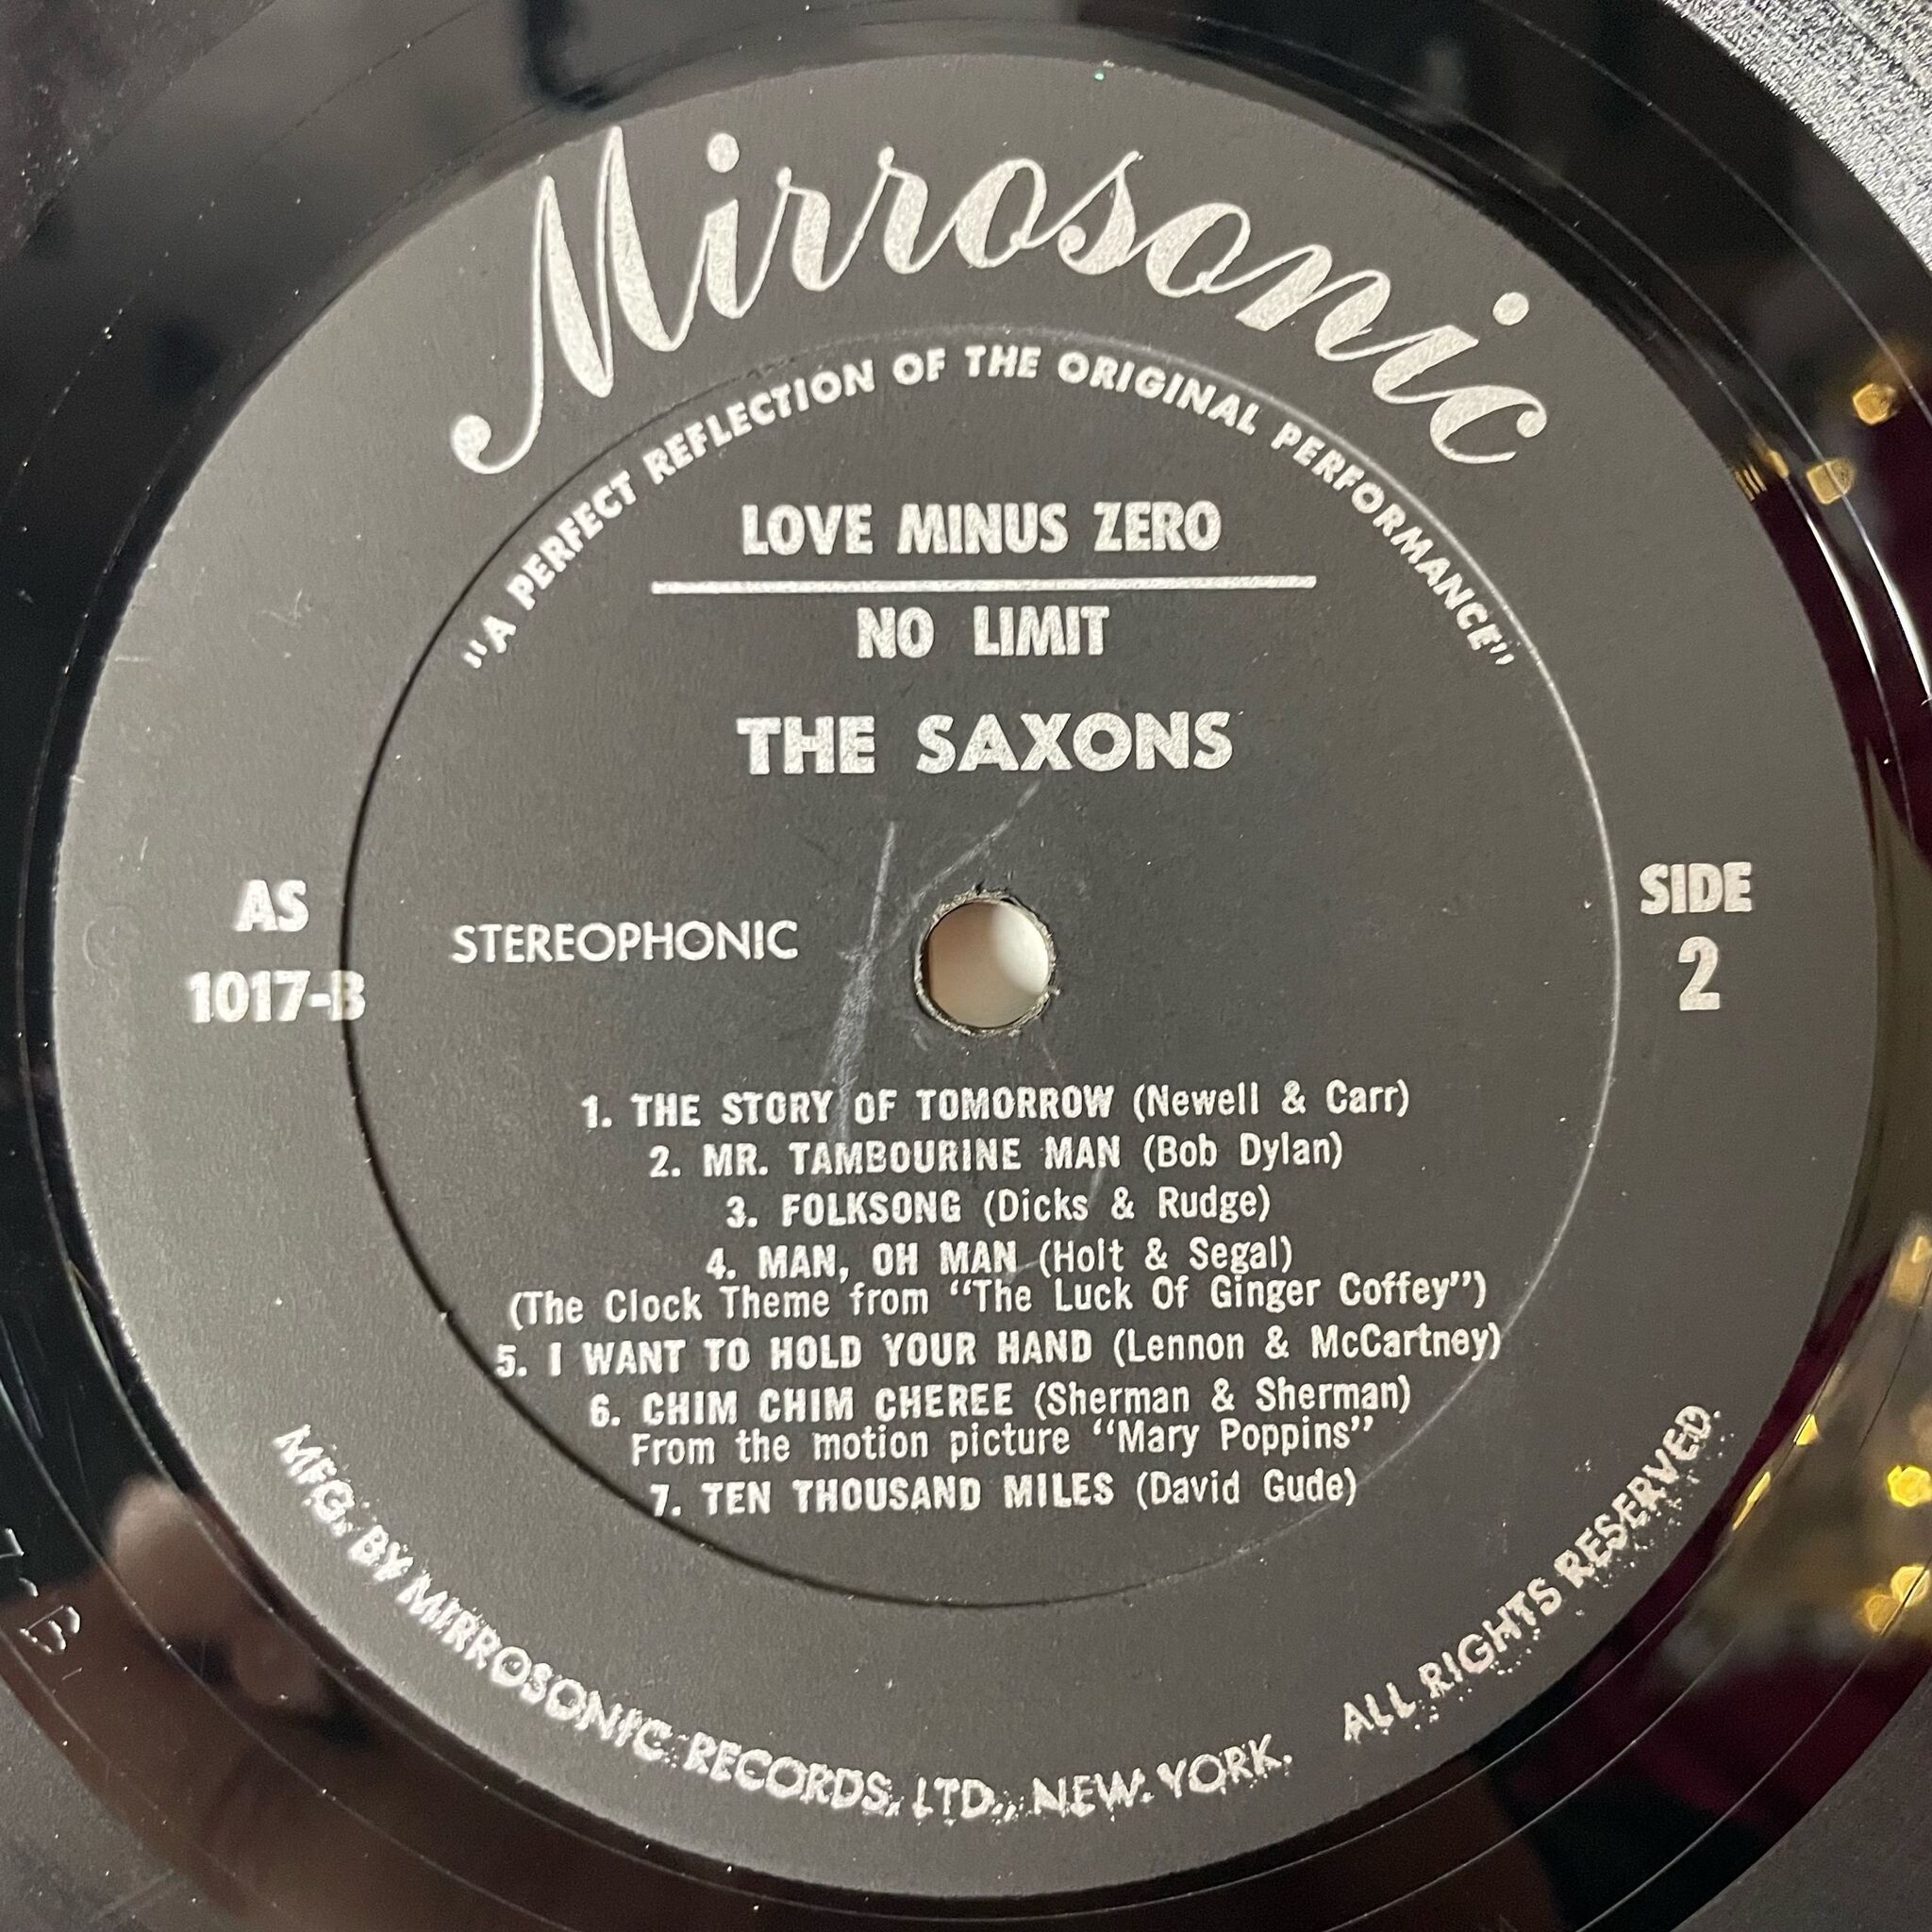 Mirrosonic
"A PERFECT REFLECTION OF THE ORIGINAL PERFORMANCE"
LOVE MINUS ZERO
NO LIMIT
THE SAXONS
AS
1017-B
STEREOPHONIC
SIDE
2
1. THE STORY OF TOMORROW (Newell & Carr)
2. MR. TAMBOURINE MAN (Bob Dylan)
3. FOLKSONG (Dicks & Rudge)
4. MAN, OH MAN (Holt & Segal)
(The Clock Theme from "The Luck Of Ginger Coffey")
5. I WANT TO HOLD YOUR HAND (Lennon & McCartney)
6. CHIM CHIM CHEREE (Sherman & Sherman)
From the motion picture "Mary Poppins"
7. TEN THOUSAND MILES (David Gude)
MFG. BY MIRROSONIC RECORDS, LTD., NEW YORK. ALL RIGHTS RESERVED.